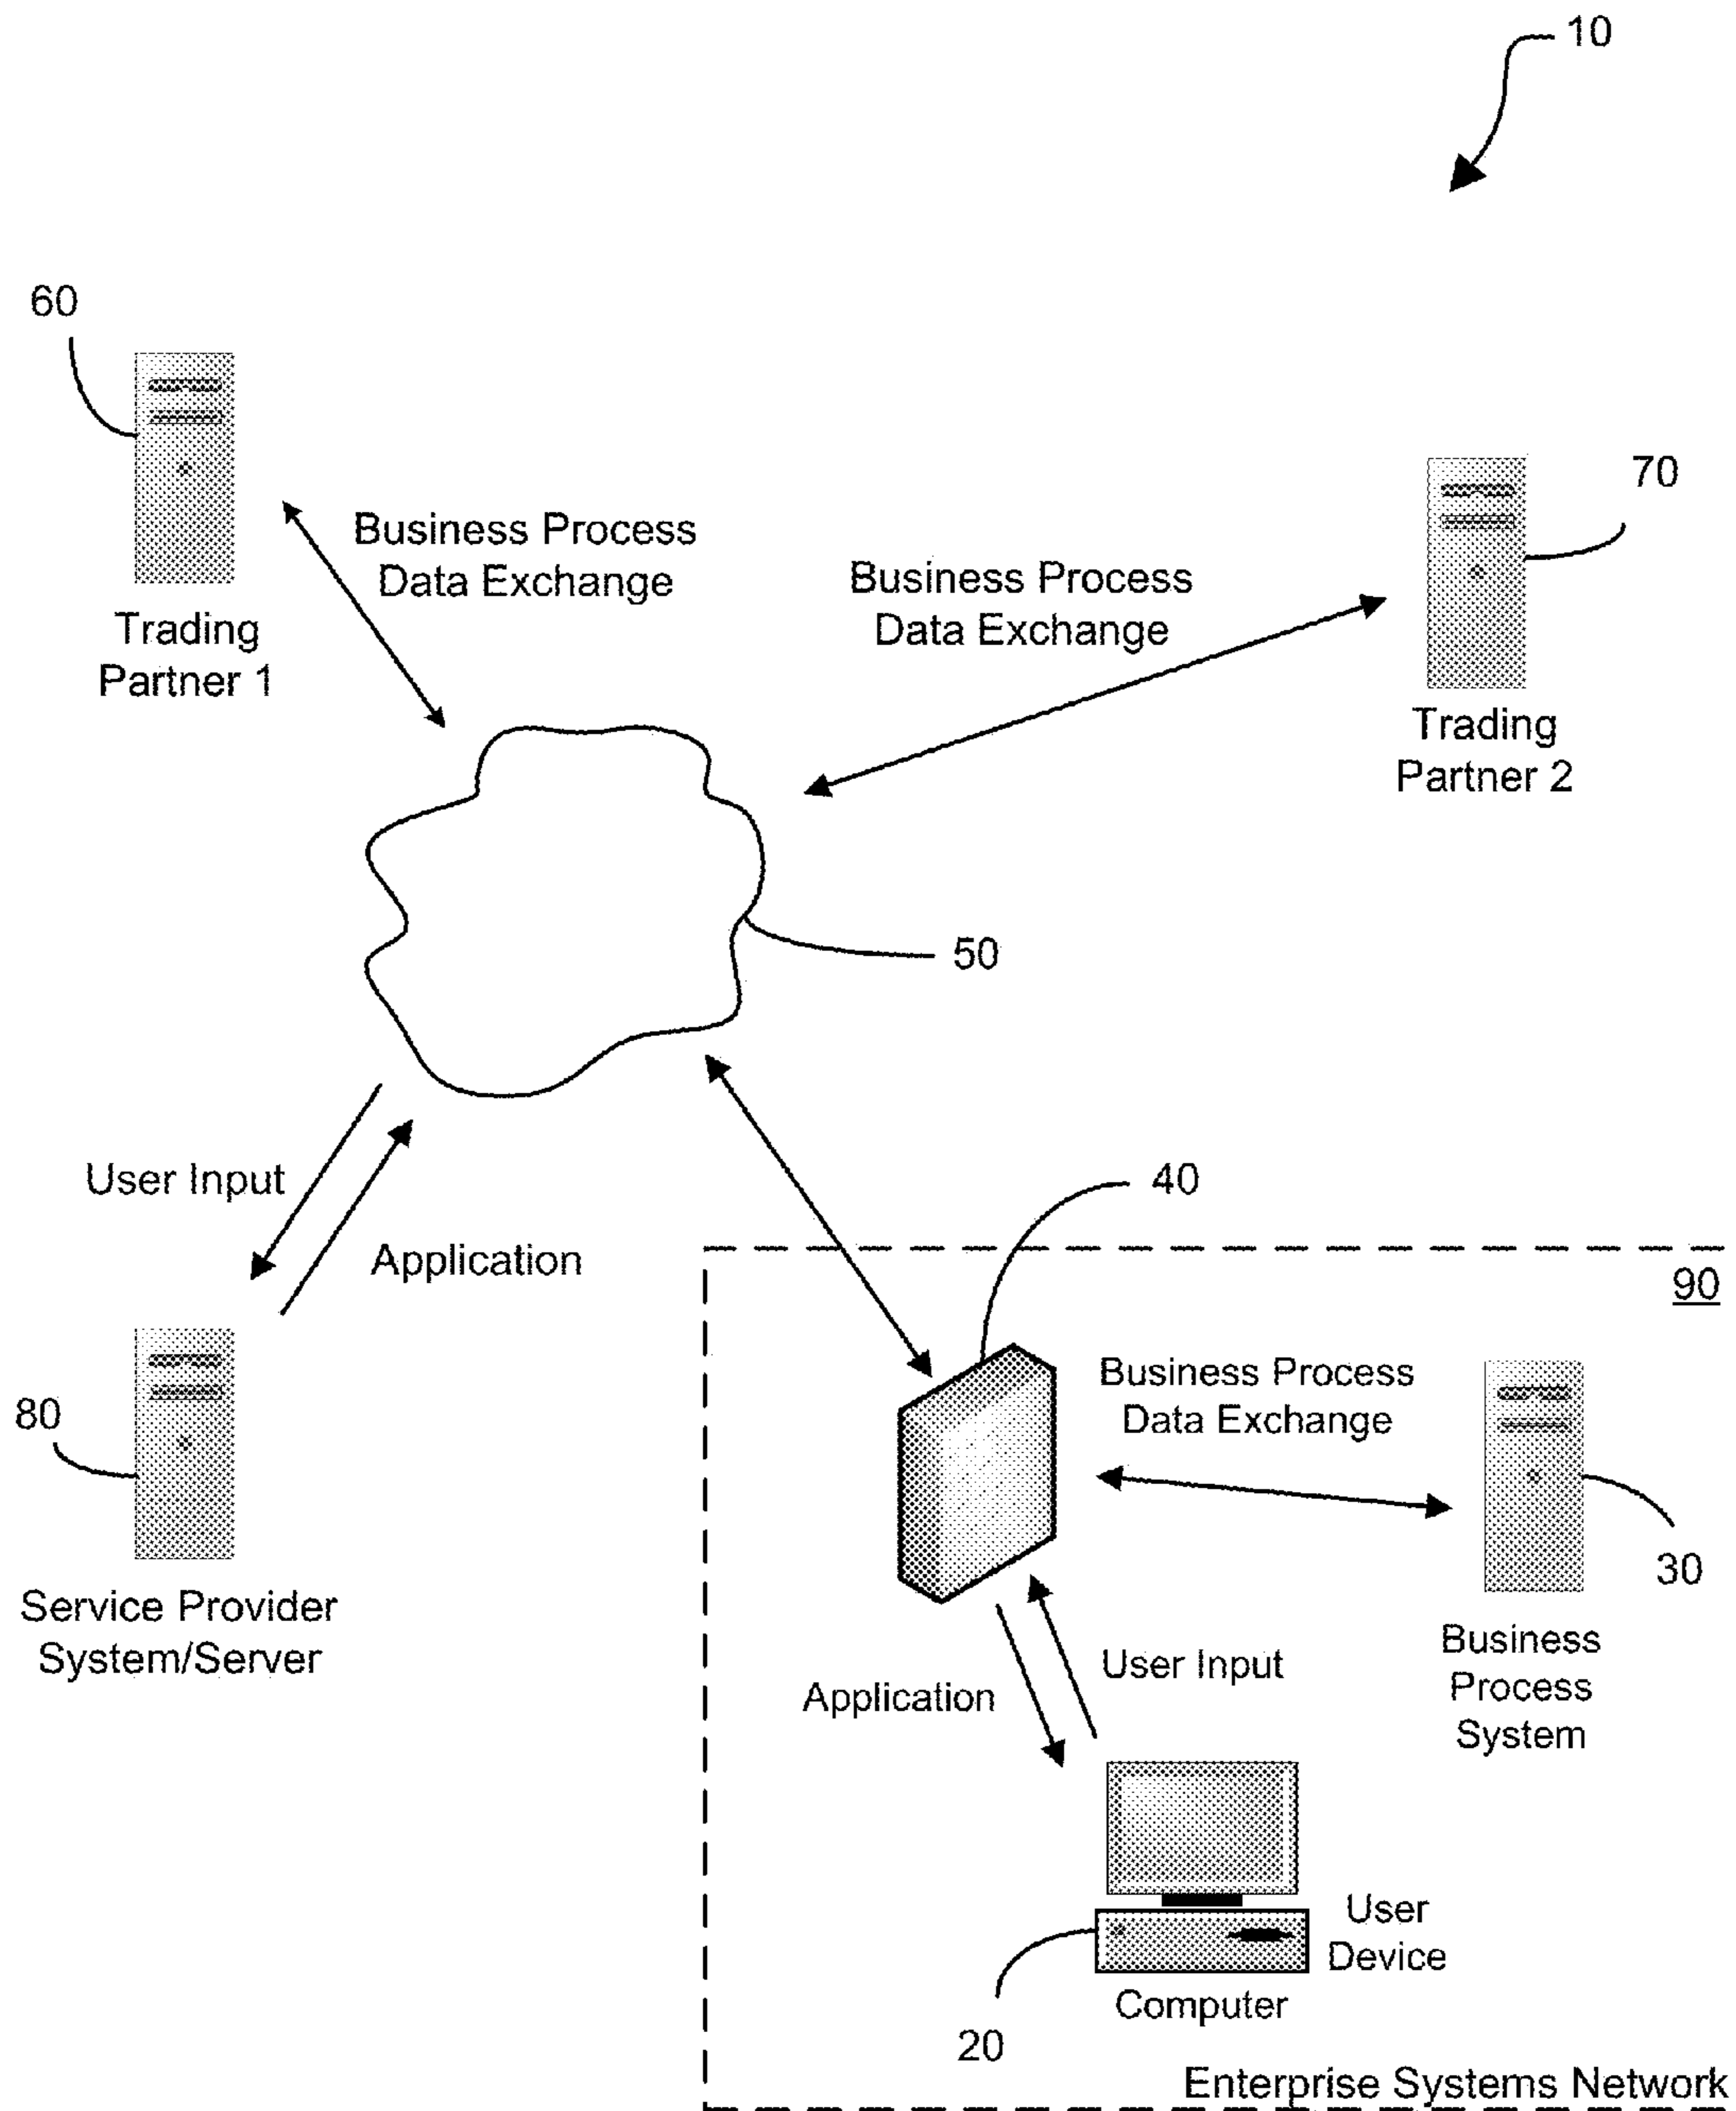 10
60
70
Business Process
Data Exchange
Business Process
Data Exchange
Trading
Partner 1
Trading
Partner 2
50
User Input
Application
40
90
Business Process
Data Exchange
80
30
Service Provider
System/Server
Business
Process
System
User Input
Application
User
Device
Computer
20
Enterprise Systems Network